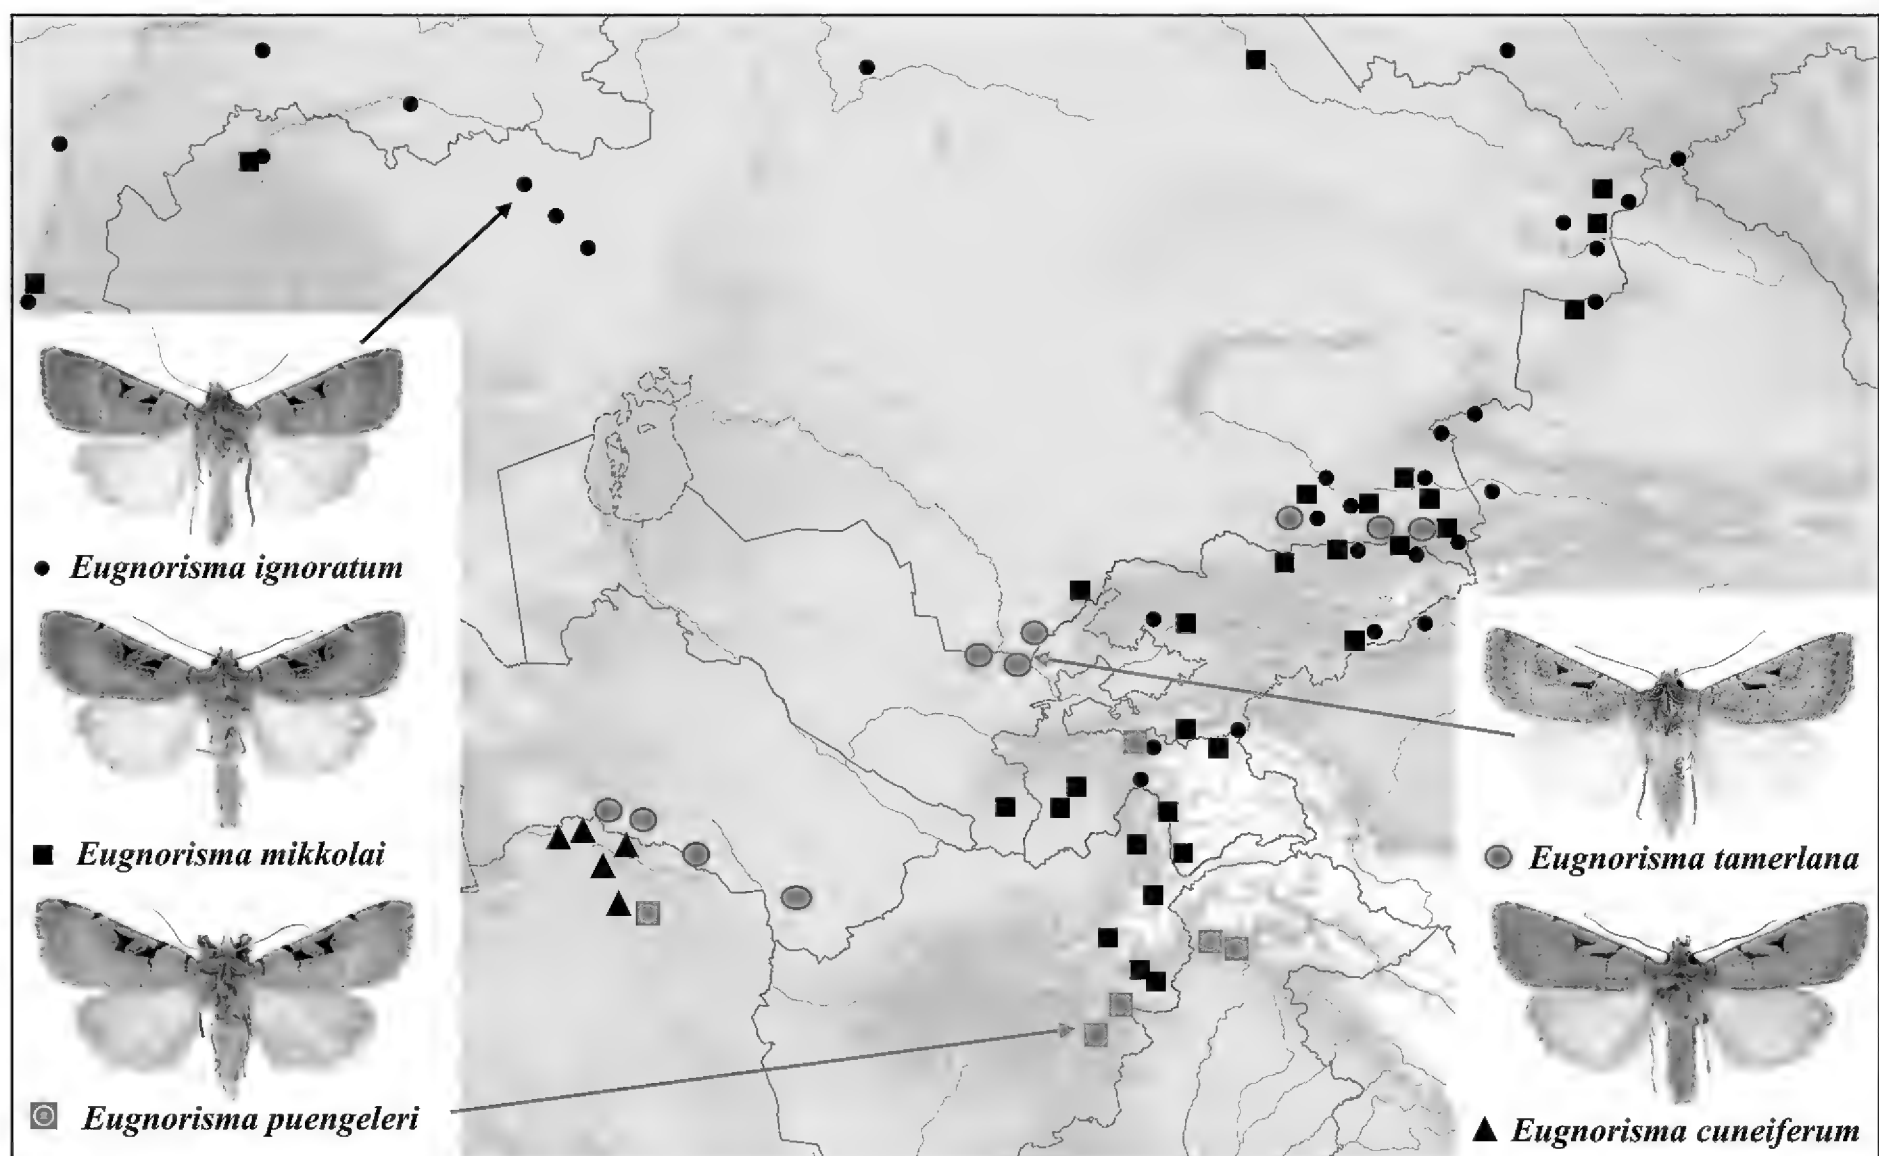 Eugnorisma ignoratum
Eugnorisma mikkolai
Eugnorisma puengeleri
Eugnorisma tamerlana
Eugnorisma cuneiferum